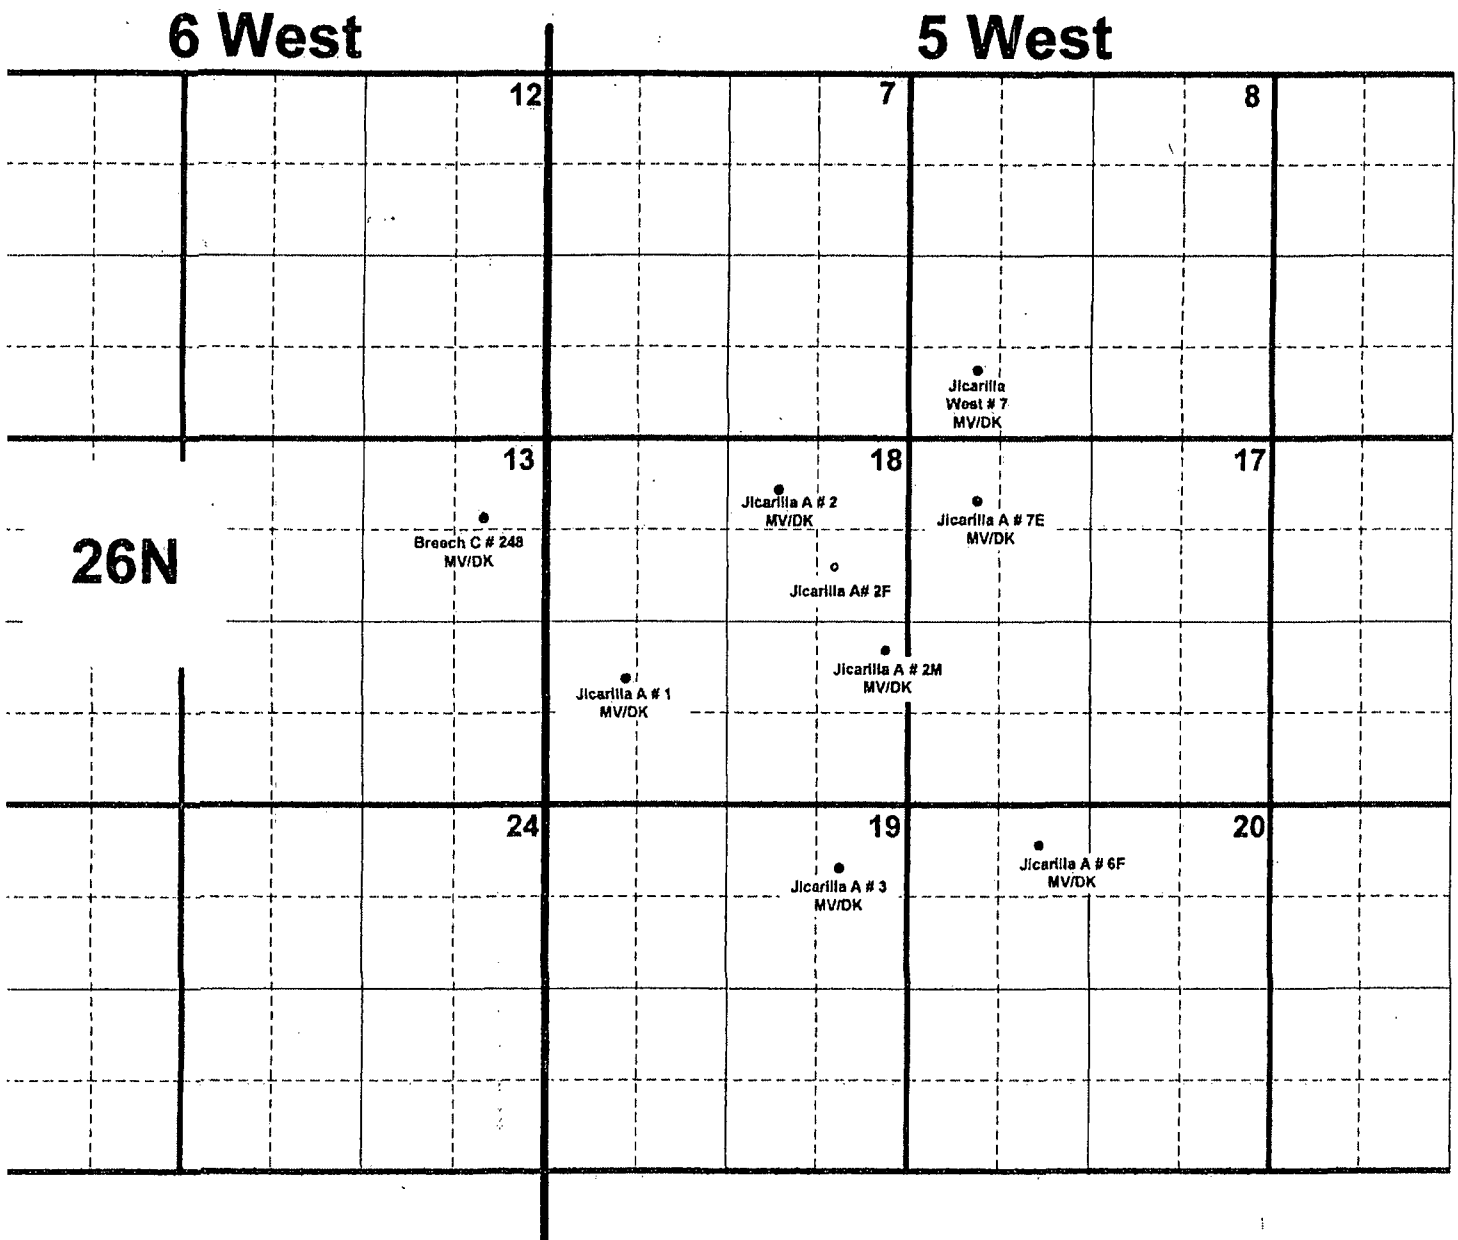 6 West
5 West
12
7
8
Jicarilla
West # 7
MV/DK
13
18
17
Jicarilla A # 2
MV/DK
Jicarilla A # 7E
MV/DK
Breech C # 248
MV/DK
26N
Jicarilla A# 2F
Jicarilla A # 2M
MV/DK
Jicarilla A # 1
MV/DK
24
19
20
Jicarilla A # 6F
MV/DK
Jicarilla A # 3
MV/DK